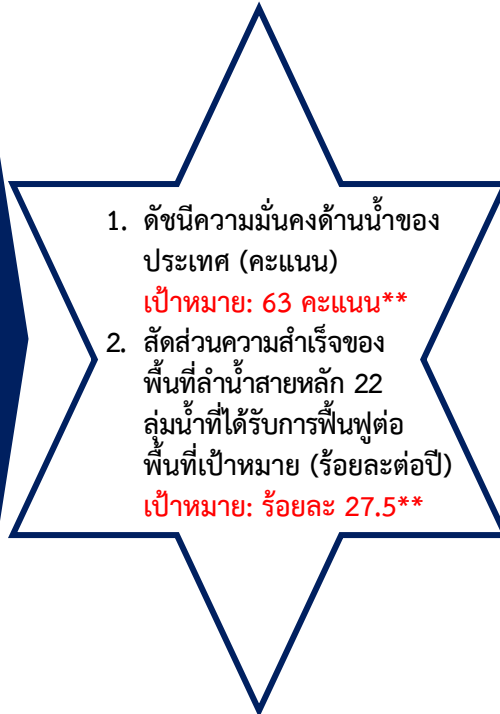 1. ดัชนีความมั่นคงด้านน้ำของ
ประเทศ (คะแนน)
เป้าหมาย: 63 คะแนน**
2. สัดส่วนความสำเร็จของ
พื้นที่ลำน้ำสายหลัก 22
ลุ่มน้ำที่ได้รับการฟื้นฟูต่อ
พื้นที่เป้าหมาย (ร้อยละต่อปี)
เป้าหมาย: ร้อยละ 27.5**